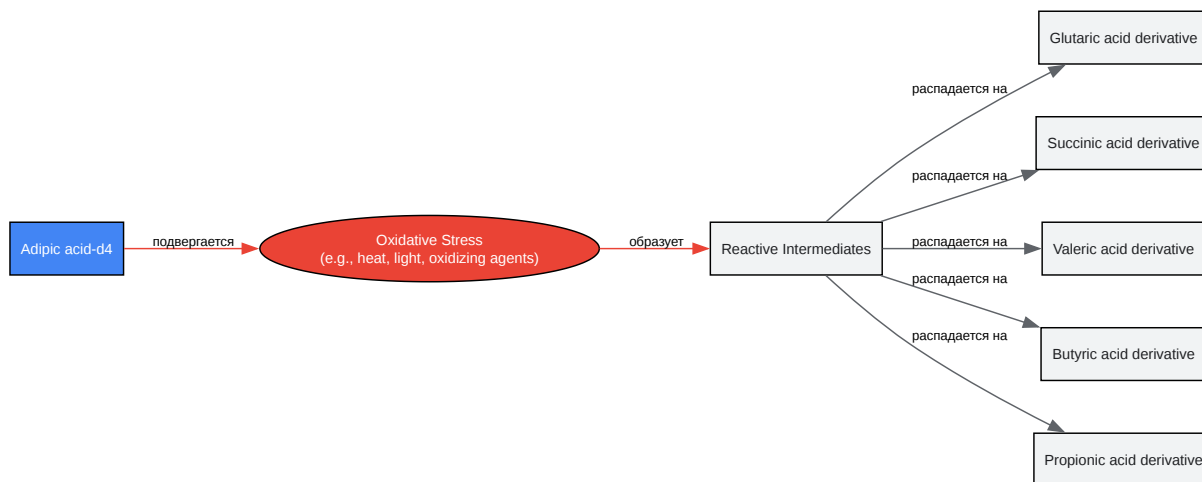 Adipic acid-d4
подвергается
Oxidative Stress
(e.g., heat, light, oxidizing agents)
образует
Reactive Intermediates
распадается на
Glutaric acid derivative
распадается на
Succinic acid derivative
распадается на
Valeric acid derivative
распадается на
Butyric acid derivative
распадается на
Propionic acid derivative